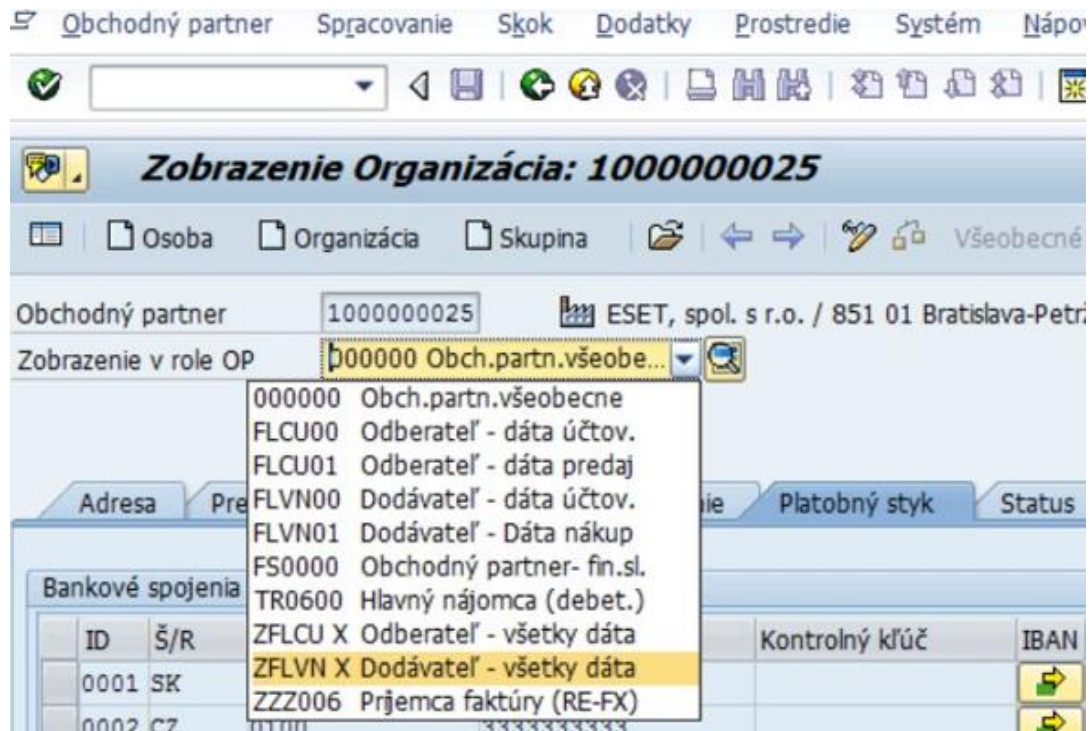 Obchodný partner Spracovanie Skok Dodatky Prostredie Systém Nápov
Zobrazenie Organizácia: 1000000025
Osoba Organizácia Skupina Všeobecné
Obchodný partner 1000000025 ESET, spol. s r.o. / 851 01 Bratislava-Petrž
Zobrazenie v role OP 000000 Obch.partn.všeobe...
000000 Obch.partn.všeobecne
FLCU00 Odberateľ - dáta účtov.
FLCU01 Odberateľ - dáta predaj
FLVN00 Dodávateľ - dáta účtov.
Adresa Pre nie Platobný styk Status
FLVN01 Dodávateľ - Dáta nákup
FS0000 Obchodný partner- fin.sl.
Bankové spojenia
TR0600 Hlavný nájomca (debet.)
ID Š/R ZFLCU X Odberateľ - všetky dáta Kontrolný kľúč IBAN
ZFLVN X Dodávateľ - všetky dáta
0001 SK
ZZZ006 Príjemca faktúry (RE-FX)
0002 CZ 0100 3333333333